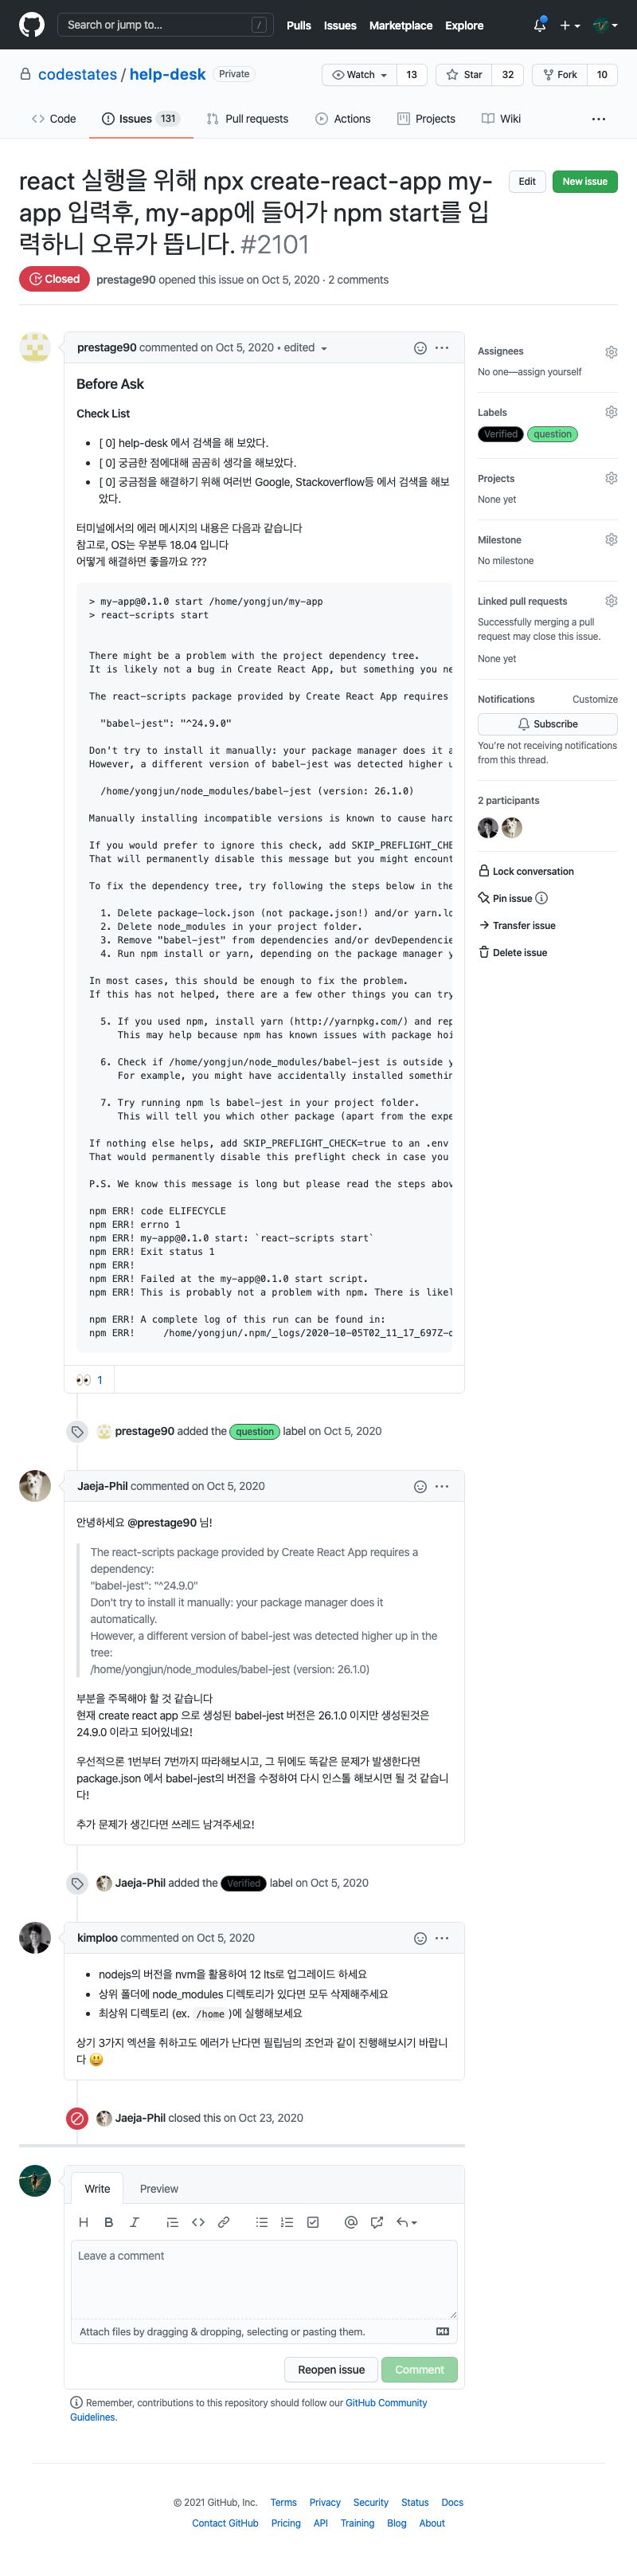 Search or jump to...
/
Pulls Issues Marketplace Explore
codestates / help-desk Private
Watch 13 Star 32 Fork 10
Code Issues 131 Pull requests Actions Projects Wiki ...
react 실행을 위해 npx create-react-app my-
app 입력후, my-app에 들어가 npm start를 입
력하니 오류가 뜹니다. #2101
Edit New issue
Closed prestage90 opened this issue on Oct 5, 2020 · 2 comments
prestage90 commented on Oct 5, 2020 • edited
Before Ask
Check List
• [ 0] help-desk 에서 검색을 해 보았다.
• [ 0] 궁금한 점에대해 곰곰히 생각을 해보았다.
• [ 0] 궁금점을 해결하기 위해 여러번 Google, Stackoverflow등 에서 검색을 해보
았다.
터미널에서의 에러 메시지의 내용은 다음과 같습니다
참고로, OS는 우분투 18.04 입니다
어떻게 해결하면 좋을까요 ???
> my-app@0.1.0 start /home/yongjun/my-app
> react-scripts start
There might be a problem with the project dependency tree.
It is likely not a bug in Create React App, but something you ne
The react-scripts package provided by Create React App requires
"babel-jest": "^24.9.0"
Don't try to install it manually: your package manager does it a
However, a different version of babel-jest was detected higher u
/home/yongjun/node_modules/babel-jest (version: 26.1.0)
Manually installing incompatible versions is known to cause hard
If you would prefer to ignore this check, add SKIP_PREFLIGHT_CHE
That will permanently disable this message but you might encount
To fix the dependency tree, try following the steps below in the
1. Delete package-lock.json (not package.json!) and/or yarn.lo
2. Delete node_modules in your project folder.
3. Remove "babel-jest" from dependencies and/or devDependencie
4. Run npm install or yarn, depending on the package manager y
In most cases, this should be enough to fix the problem.
If this has not helped, there are a few other things you can try
5. If you used npm, install yarn (http://yarnpkg.com/) and rep
This may help because npm has known issues with package hoi
6. Check if /home/yongjun/node_modules/babel-jest is outside y
For example, you might have accidentally installed somethin
7. Try running npm ls babel-jest in your project folder.
This will tell you which other package (apart from the expe
If nothing else helps, add SKIP_PREFLIGHT_CHECK=true to an .env
That would permanently disable this preflight check in case you
P.S. We know this message is long but please read the steps abov
npm ERR! code ELIFECYCLE
npm ERR! errno 1
npm ERR! my-app@0.1.0 start: `react-scripts start`
npm ERR! Exit status 1
npm ERR!
npm ERR! Failed at the my-app@0.1.0 start script.
npm ERR! This is probably not a problem with npm. There is likel
npm ERR! A complete log of this run can be found in:
npm ERR! /home/yongjun/.npm/_logs/2020-10-05T02_11_17_697Z-d
👀 1
Assignees
No one—assign yourself
Labels
Verified question
Projects
None yet
Milestone
No milestone
Linked pull requests
Successfully merging a pull
request may close this issue.
None yet
Notifications Customize
Subscribe
You're not receiving notifications
from this thread.
2 participants
Lock conversation
Pin issue
Transfer issue
Delete issue
prestage90 added the question label on Oct 5, 2020
Jaeja-Phil commented on Oct 5, 2020
안녕하세요 @prestage90 님!
The react-scripts package provided by Create React App requires a
dependency:
"babel-jest": "^24.9.0"
Don't try to install it manually: your package manager does it
automatically.
However, a different version of babel-jest was detected higher up in the
tree:
/home/yongjun/node_modules/babel-jest (version: 26.1.0)
부분을 주목해야 할 것 같습니다
현재 create react app 으로 생성된 babel-jest 버전은 26.1.0 이지만 생성된것은
24.9.0 이라고 되어있네요!
우선적으론 1번부터 7번까지 따라해보시고, 그 뒤에도 똑같은 문제가 발생한다면
package.json 에서 babel-jest의 버전을 수정하여 다시 인스톨 해보시면 될 것 같습니
다!
추가 문제가 생긴다면 쓰레드 남겨주세요!
Jaeja-Phil added the Verified label on Oct 5, 2020
kimploo commented on Oct 5, 2020
• nodejs의 버전을 nvm을 활용하여 12 lts로 업그레이드 하세요
• 상위 폴더에 node_modules 디렉토리가 있다면 모두 삭제해주세요
• 최상위 디렉토리 (ex. /home )에 실행해보세요
상기 3가지 엑션을 취하고도 에러가 난다면 필립님의 조언과 같이 진행해보시기 바랍니
다 😃
Jaeja-Phil closed this on Oct 23, 2020
Write Preview
Leave a comment
Attach files by dragging & dropping, selecting or pasting them.
Reopen issue Comment
Remember, contributions to this repository should follow our GitHub Community
Guidelines.
© 2021 GitHub, Inc. Terms Privacy Security Status Docs
Contact GitHub Pricing API Training Blog About